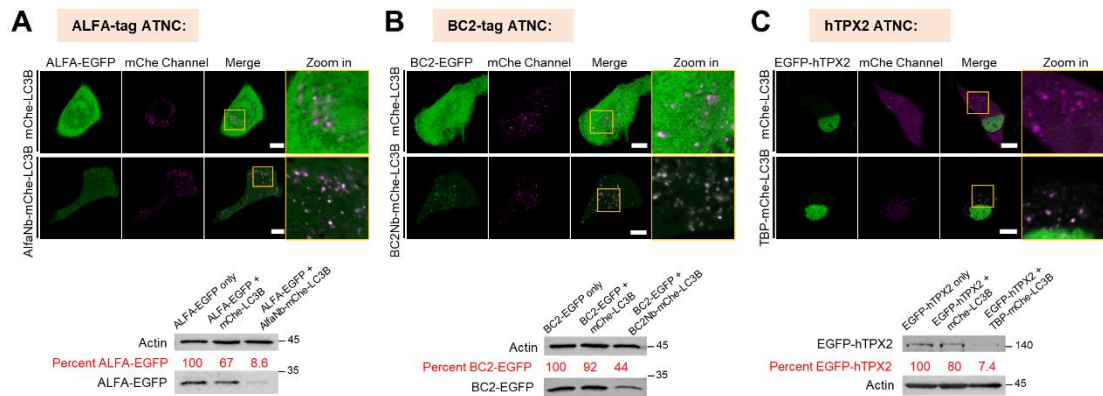 A ALFA-tag ATNC:
ALFA-EGFP mChe Channel Merge Zoom in
mChe-LC3B
AlfaNb-mChe-LC3B
ALFA-EGFP only
ALFA-EGFP +
mChe-LC3B
ALFA-EGFP +
AlfaNb-mChe-LC3B
Actin 45
Percent ALFA-EGFP 100 67 8.6
35
ALFA-EGFP
B BC2-tag ATNC:
BC2-EGFP mChe Channel Merge Zoom in
mChe-LC3B
BC2Nb-mChe-LC3
BC2-EGFP only
BC2-EGFP +
mChe-LC3B
BC2-EGFP +
BC2Nb-mChe-LC3B
Actin 45
Percent BC2-EGFP 100 92 44
35
BC2-EGFP
C hTPX2 ATNC:
EGFP-hTPX2 mChe Channel Merge Zoom in
mChe-LC3B
TBP-mChe-LC3B
EGFP-hTPX2 only
EGFP-hTPX2 +
mChe-LC3B
EGFP-hTPX2 +
TBP-mChe-LC3B
EGFP-hTPX2 140
Percent EGFP-hTPX2 100 80 7.4
Actin 45